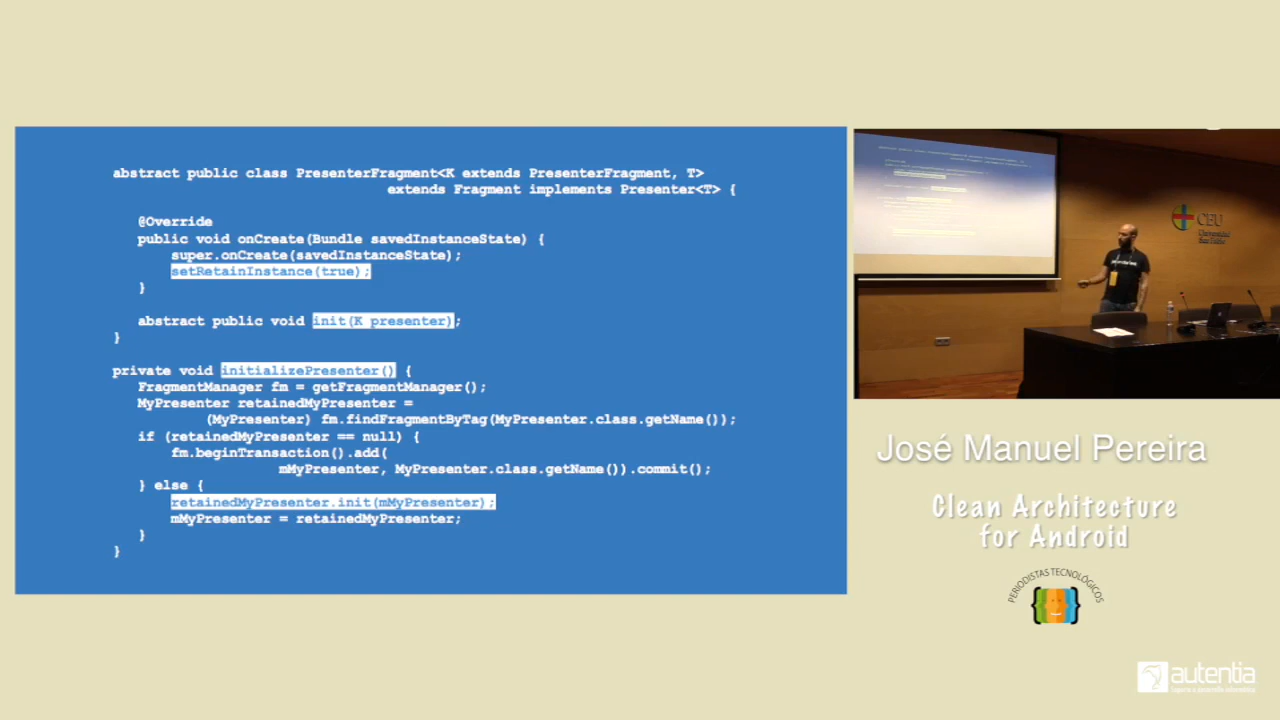 abstract public class PresenterFragment<K extends PresenterFragment, T>
extends Fragment implements Presenter<T> {
@Override
public void onCreate(Bundle savedInstanceState) {
super.onCreate(savedInstanceState);
setRetainInstance(true);
}
abstract public void init(K presenter);
}
private void initializePresenter() {
FragmentManager fm = getFragmentManager();
MyPresenter retainedMyPresenter =
(MyPresenter) fm.findFragmentByTag(MyPresenter.class.getName());
if (retainedMyPresenter == null) {
fm.beginTransaction().add(
mMyPresenter, MyPresenter.class.getName()).commit();
} else {
retainedMyPresenter.init(mMyPresenter);
mMyPresenter = retainedMyPresenter;
}
}
CEU
Universidad
San Pablo
José Manuel Pereira
Clean Architecture
for Android
PERIODISTAS TECNOLÓGICOS
autentia